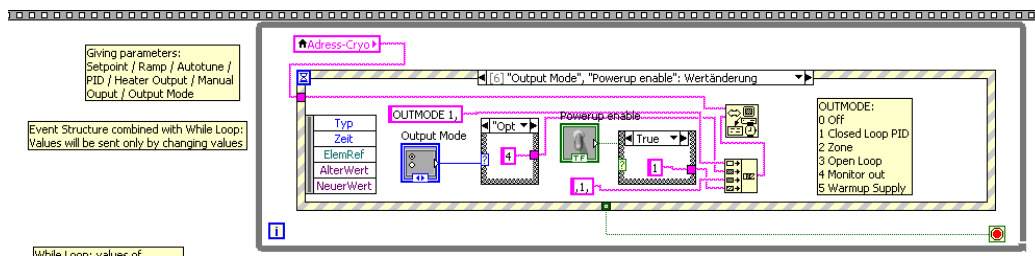 Giving parameters:
Setpoint / Ramp / Autotune /
PID / Heater Output / Manual
Ouput / Output Mode
Event Structure combined with While Loop:
Values will be sent only by changing values
While Loop: values of
Adress-Cryo
[6] "Output Mode", "Powerup enable": Wertänderung
Typ
Zeit
ElemRef
AlterWert
NeuerWert
OUTMODE 1,
Output Mode
"Opt
4
Powerup enable
TF
True
1
,1,
OUTMODE:
0 Off
1 Closed Loop PID
2 Zone
3 Open Loop
4 Monitor out
5 Warmup Supply
i